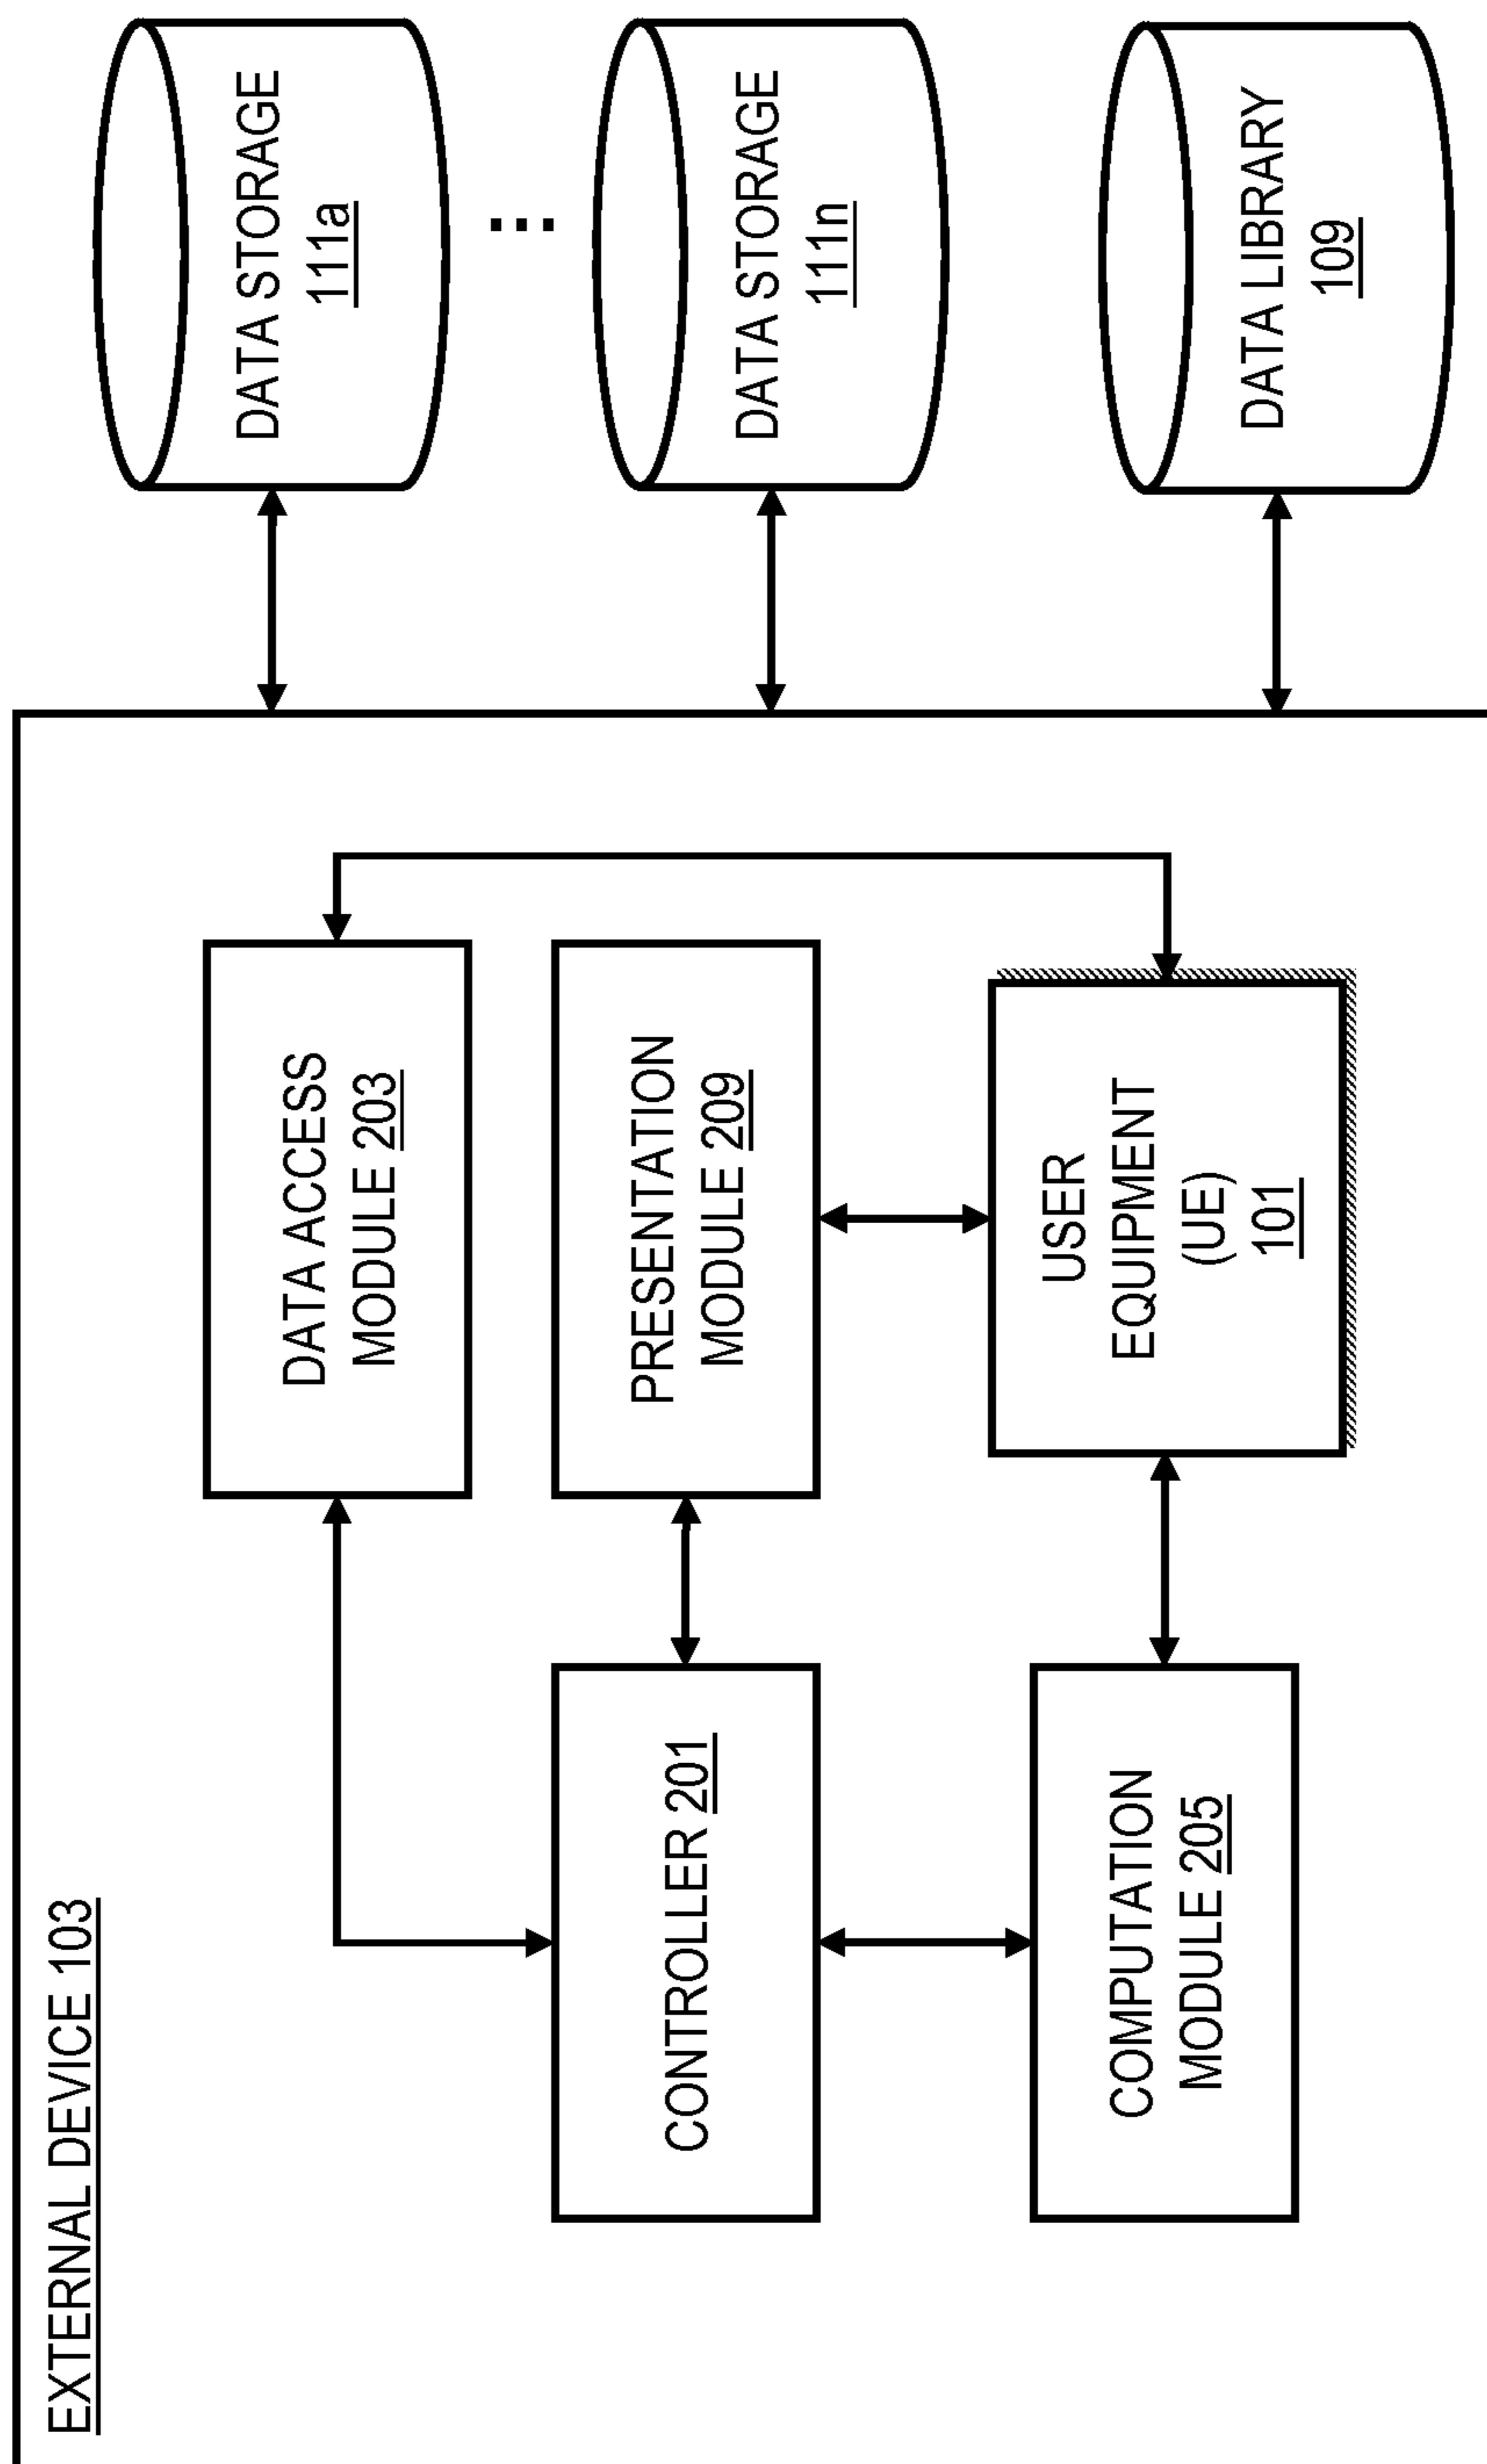 EXTERNAL DEVICE 103
DATA ACCESS
MODULE 203
CONTROLLER 201
PRESENTATION
MODULE 209
COMPUTATION
MODULE 205
USER
EQUIPMENT
(UE)
101
DATA STORAGE
111a
...
DATA STORAGE
111n
DATA LIBRARY
109